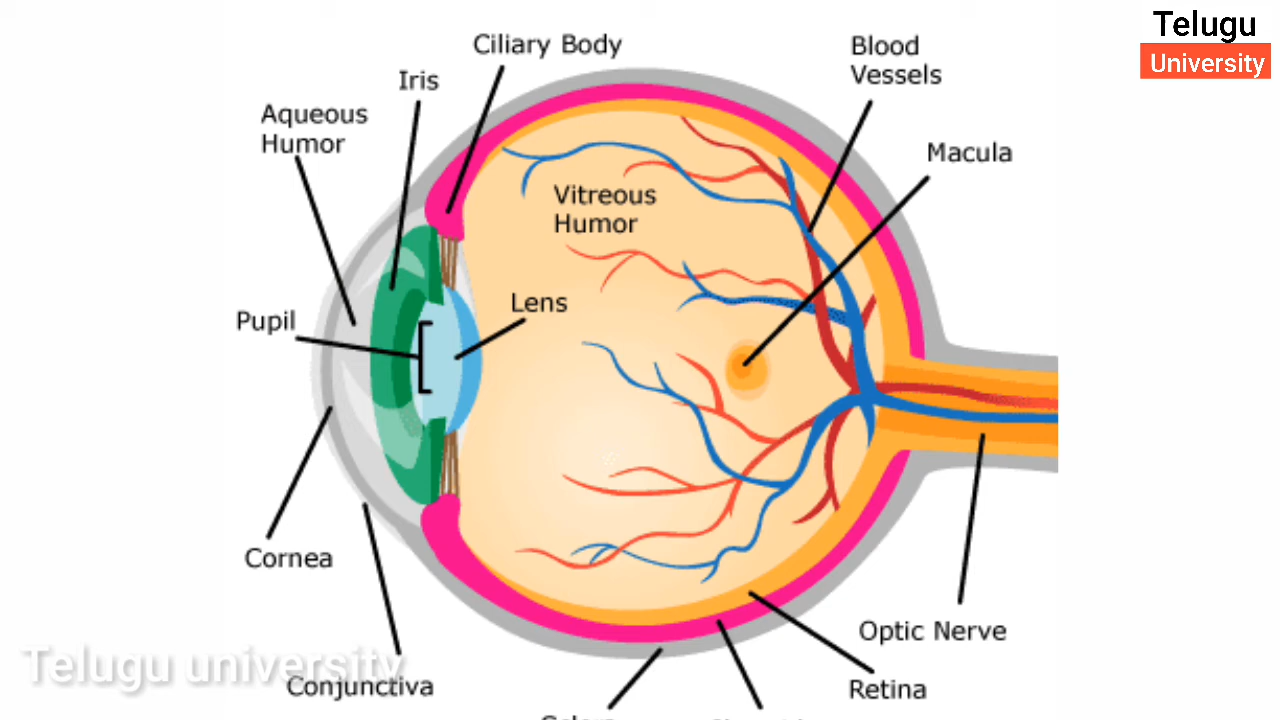 Telugu
University
Ciliary Body
Blood
Vessels
Iris
Aqueous
Humor
Macula
Vitreous
Humor
Lens
Pupil
Cornea
Optic Nerve
Telugu university
Conjunctiva
Retina